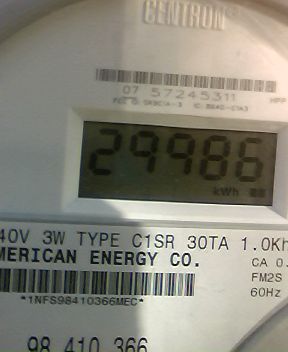 CENTRON
07 57245311
29986
kWh
40V 3W TYPE C1SR 30TA 1.0Kh
MERICAN ENERGY CO.
CA 0.
FM2S
60Hz
*1NFS98410366MEC*
98 410 366